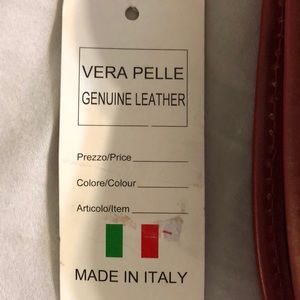 VERA PELLE
GENUINE LEATHER
Prezzo/Price
Colore/Colour
Articolo/Item
MADE IN ITALY